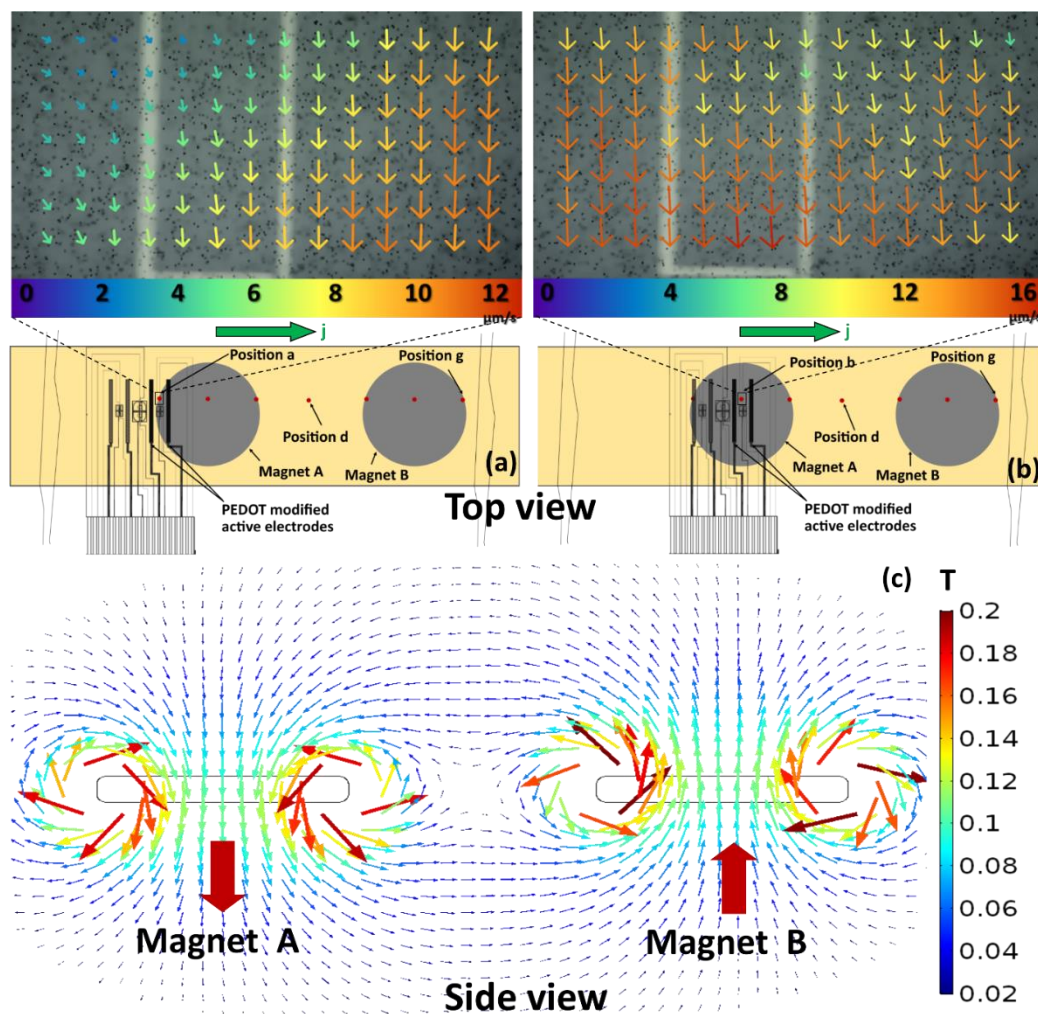 0 2 4 6 8 10 12
μm/s
0 4 8 12 16
μm/s
j
Position a
Position g
Position d
Magnet A
Magnet B
(a)
PEDOT modified
active electrodes
j
Position b
Position g
Position d
Magnet A
Magnet B
(b)
PEDOT modified
active electrodes
Top view
(c)
T
0.2
0.18
0.16
0.14
0.12
0.1
0.08
0.06
0.04
0.02
Magnet A
Magnet B
Side view